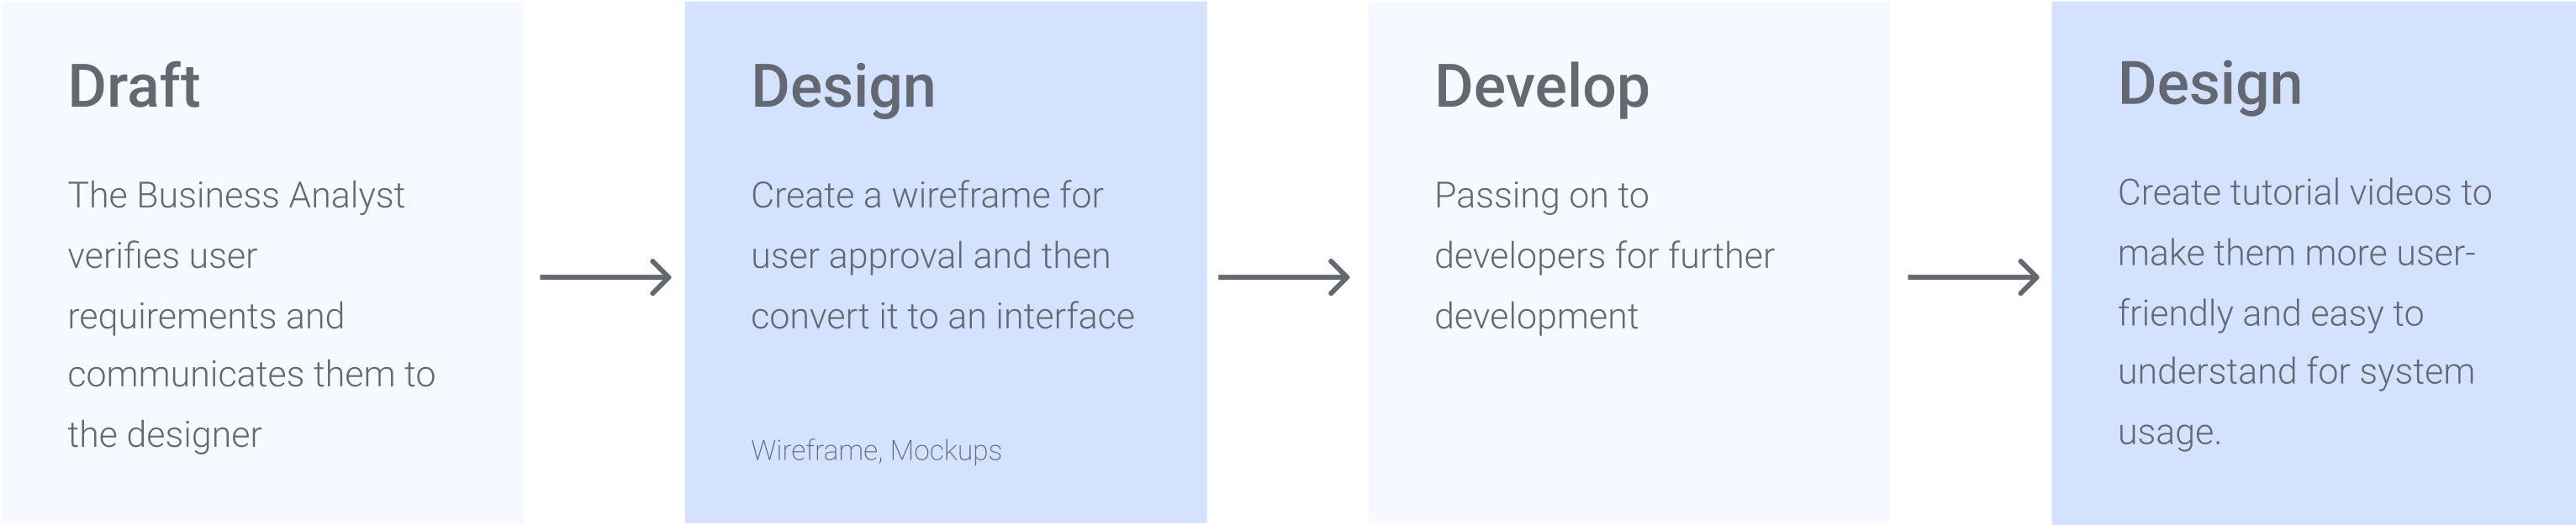 Draft
The Business Analyst
verifies user
requirements and
communicates them to
the designer
Design
Create a wireframe for
user approval and then
convert it to an interface
Wireframe, Mockups
Develop
Passing on to
developers for further
development
Design
Create tutorial videos to
make them more user-
friendly and easy to
understand for system
usage.